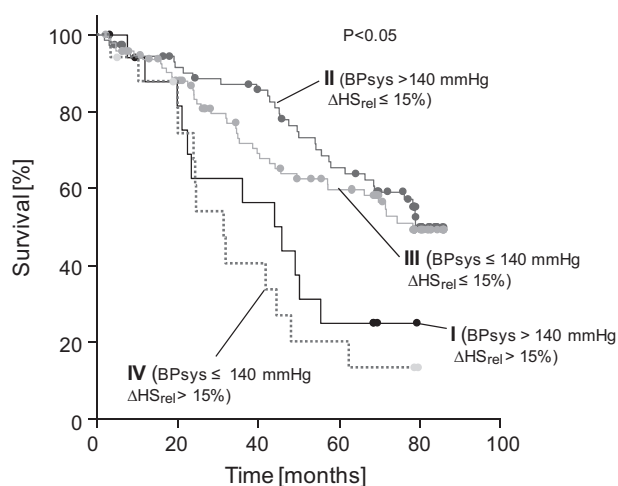 P<0.05
100
80
60
40
20
0
Survival [%]
II (BPsys >140 mmHg
ΔHSrel ≤ 15%)
III (BPsys ≤ 140 mmHg
ΔHSrel ≤ 15%)
I (BPsys > 140 mmHg
ΔHSrel > 15%)
IV (BPsys ≤ 140 mmHg
ΔHSrel > 15%)
0 20 40 60 80 100
Time [months]